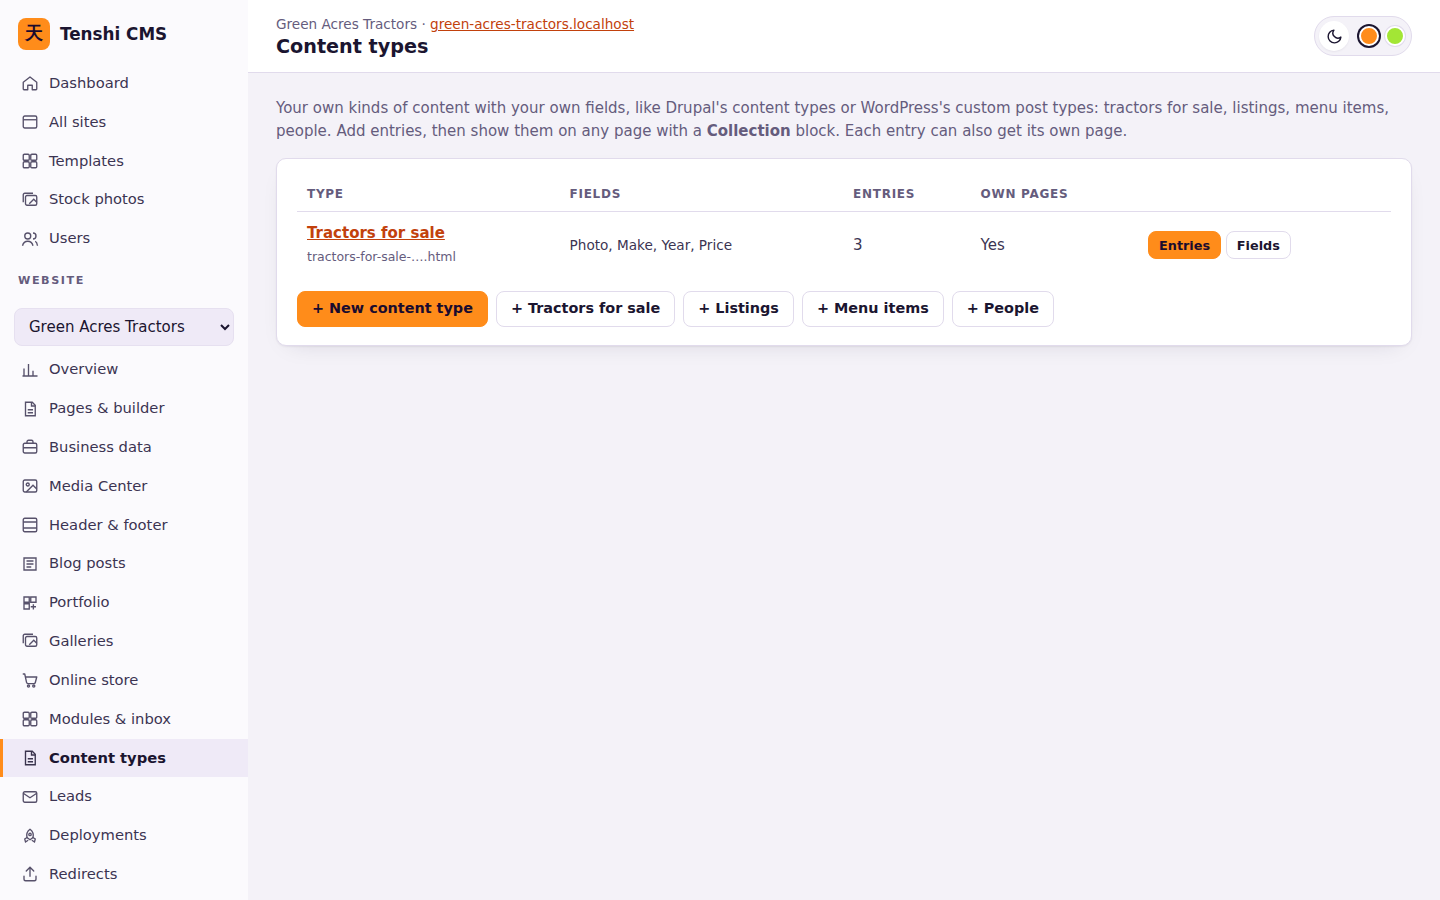 天 Tenshi CMS
Dashboard
All sites
Templates
Stock photos
Users
WEBSITE
Green Acres Tractors
Overview
Pages & builder
Business data
Media Center
Header & footer
Blog posts
Portfolio
Galleries
Online store
Modules & inbox
Content types
Leads
Deployments
Redirects
Green Acres Tractors · green-acres-tractors.localhost
Content types
Your own kinds of content with your own fields, like Drupal's content types or WordPress's custom post types: tractors for sale, listings, menu items,
people. Add entries, then show them on any page with a Collection block. Each entry can also get its own page.
TYPE FIELDS ENTRIES OWN PAGES
Tractors for sale
tractors-for-sale-….html
Photo, Make, Year, Price 3 Yes Entries Fields
+ New content type + Tractors for sale + Listings + Menu items + People